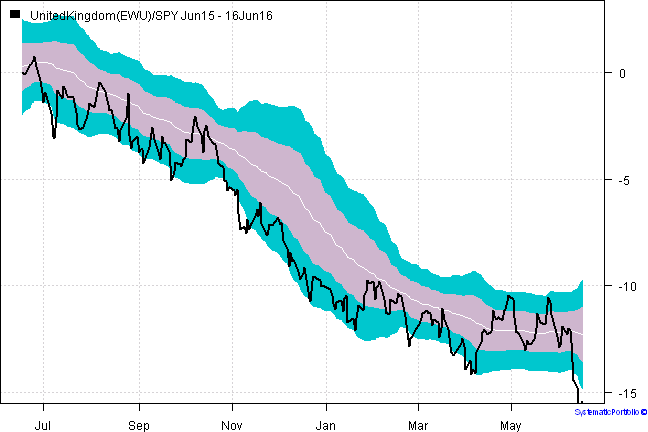 UnitedKingdom(EWU)/SPY Jun15 - 16Jun16
0
-5
-10
-15
SystematicPortfolio ©
Jul Sep Nov Jan Mar May